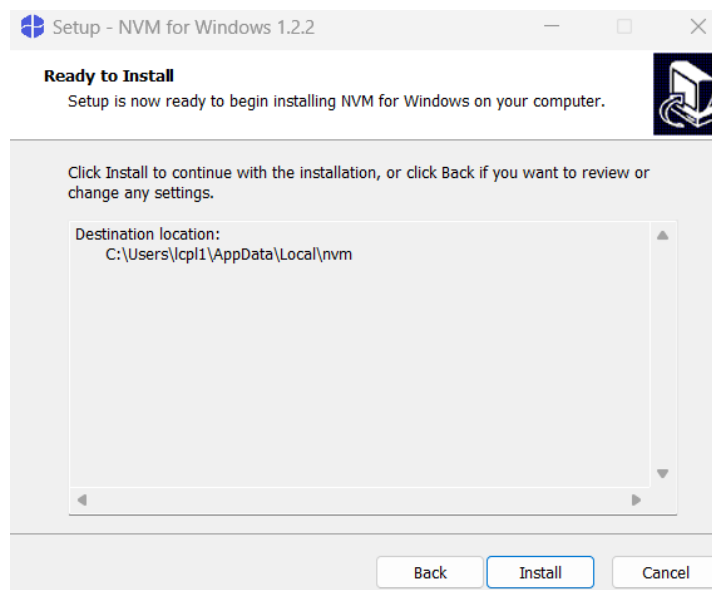 Setup - NVM for Windows 1.2.2
Ready to Install
Setup is now ready to begin installing NVM for Windows on your computer.
Click Install to continue with the installation, or click Back if you want to review or
change any settings.
Destination location:
C:\Users\lcpl1\AppData\Local\nvm
Back
Install
Cancel